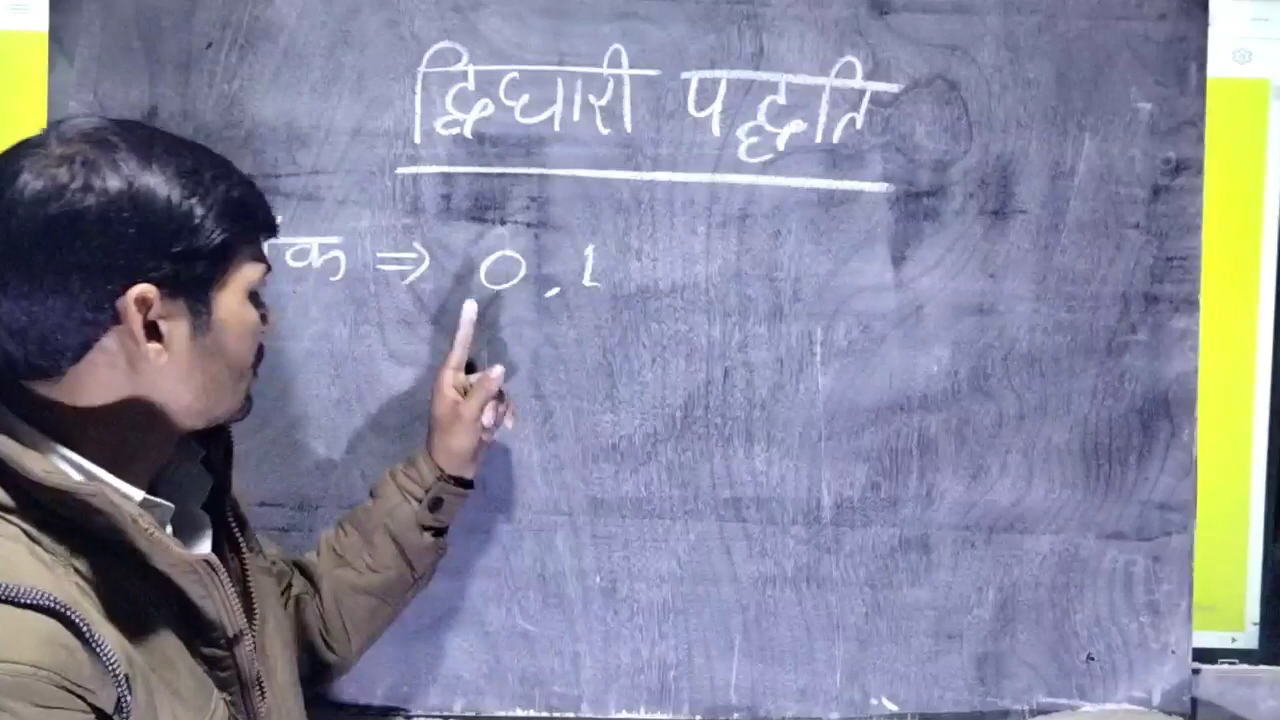 द्विधारी पद्धति
क ⇒ 0, 1